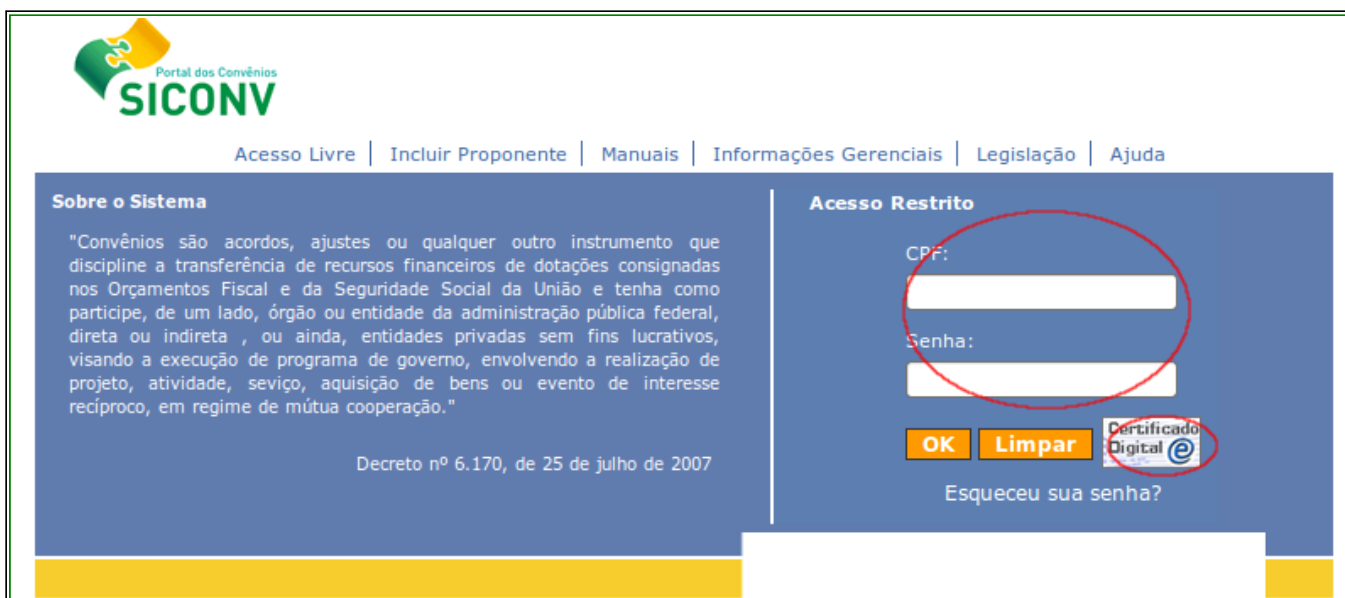 Portal dos Convênios
SICONV
Acesso Livre | Incluir Proponente | Manuais | Informações Gerenciais | Legislação | Ajuda
Sobre o Sistema
"Convênios são acordos, ajustes ou qualquer outro instrumento que
discipline a transferência de recursos financeiros de dotações consignadas
nos Orçamentos Fiscal e da Seguridade Social da União e tenha como
participe, de um lado, órgão ou entidade da administração pública federal,
direta ou indireta , ou ainda, entidades privadas sem fins lucrativos,
visando a execução de programa de governo, envolvendo a realização de
projeto, atividade, seviço, aquisição de bens ou evento de interesse
recíproco, em regime de mútua cooperação."
Decreto nº 6.170, de 25 de julho de 2007
Acesso Restrito
CPF:
Senha:
OK Limpar
Certificado
Digital e
Esqueceu sua senha?